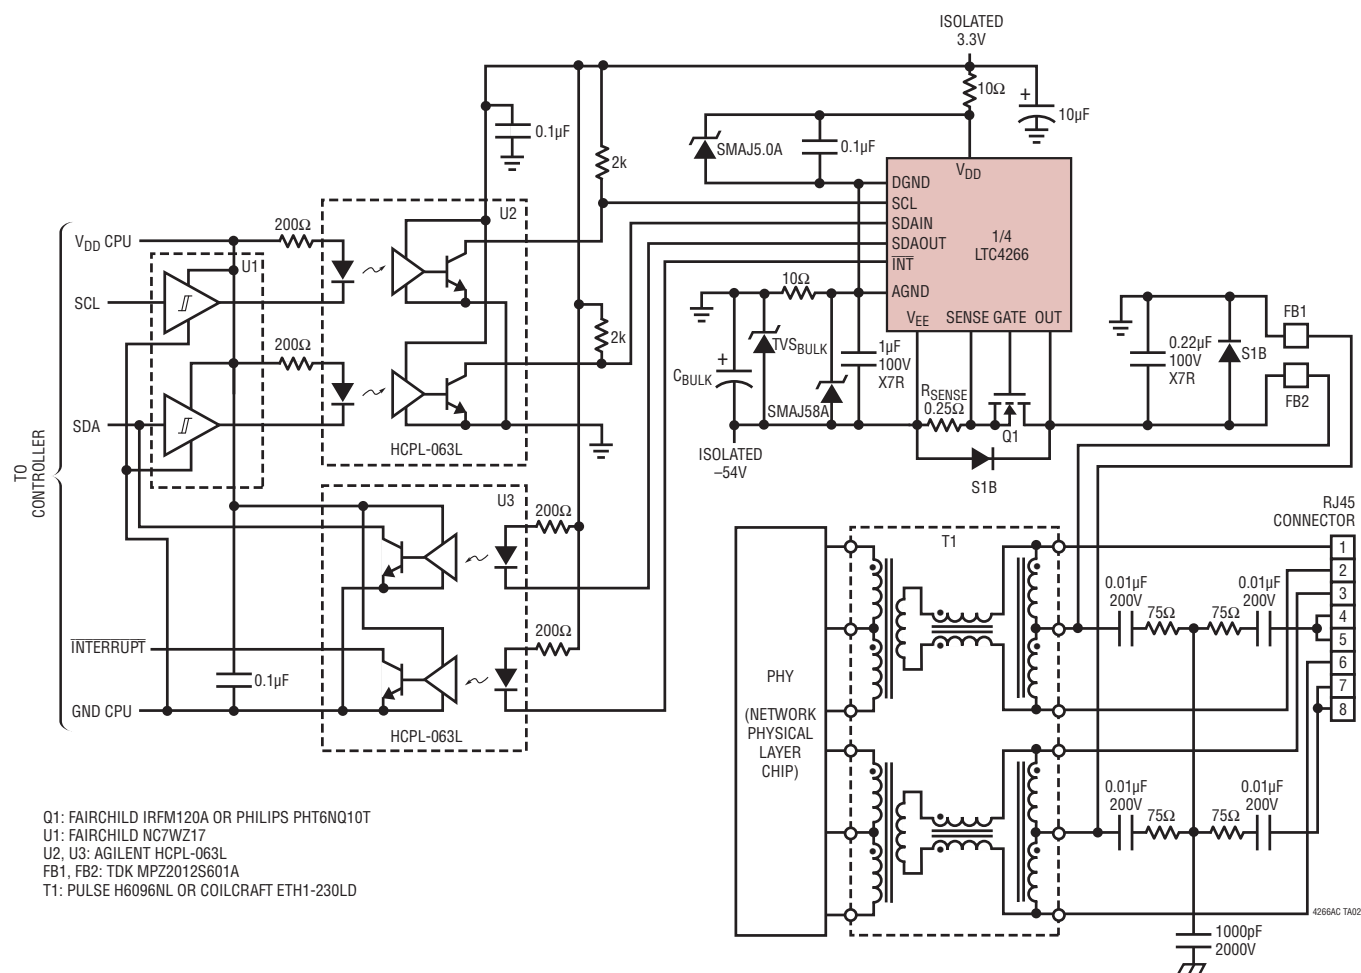 ISOLATED
3.3V
10Ω
+
10µF
0.1µF
2k
SMAJ5.0A
0.1µF
V_DD
DGND
SCL
SDAIN
SDAOUT
INT
AGND
V_EE
SENSE
GATE
OUT
1/4
LTC4266
TO
CONTROLLER
V_DD CPU
200Ω
U2
U1
SCL
200Ω
SDA
HCPL-063L
2k
10Ω
+
C_BULK
TVS_BULK
SMAJ58A
1µF
100V
X7R
R_SENSE
0.25Ω
Q1
S1B
ISOLATED
–54V
0.22µF
100V
X7R
S1B
FB1
FB2
U3
200Ω
200Ω
INTERRUPT
0.1µF
GND CPU
HCPL-063L
PHY
(NETWORK
PHYSICAL
LAYER
CHIP)
T1
RJ45
CONNECTOR
1
2
3
4
5
6
7
8
0.01µF
200V
75Ω
75Ω
0.01µF
200V
0.01µF
200V
75Ω
75Ω
0.01µF
200V
1000pF
2000V
4266AC TA02
Q1: FAIRCHILD IRFM120A OR PHILIPS PHT6NQ10T
U1: FAIRCHILD NC7WZ17
U2, U3: AGILENT HCPL-063L
FB1, FB2: TDK MPZ2012S601A
T1: PULSE H6096NL OR COILCRAFT ETH1-230LD